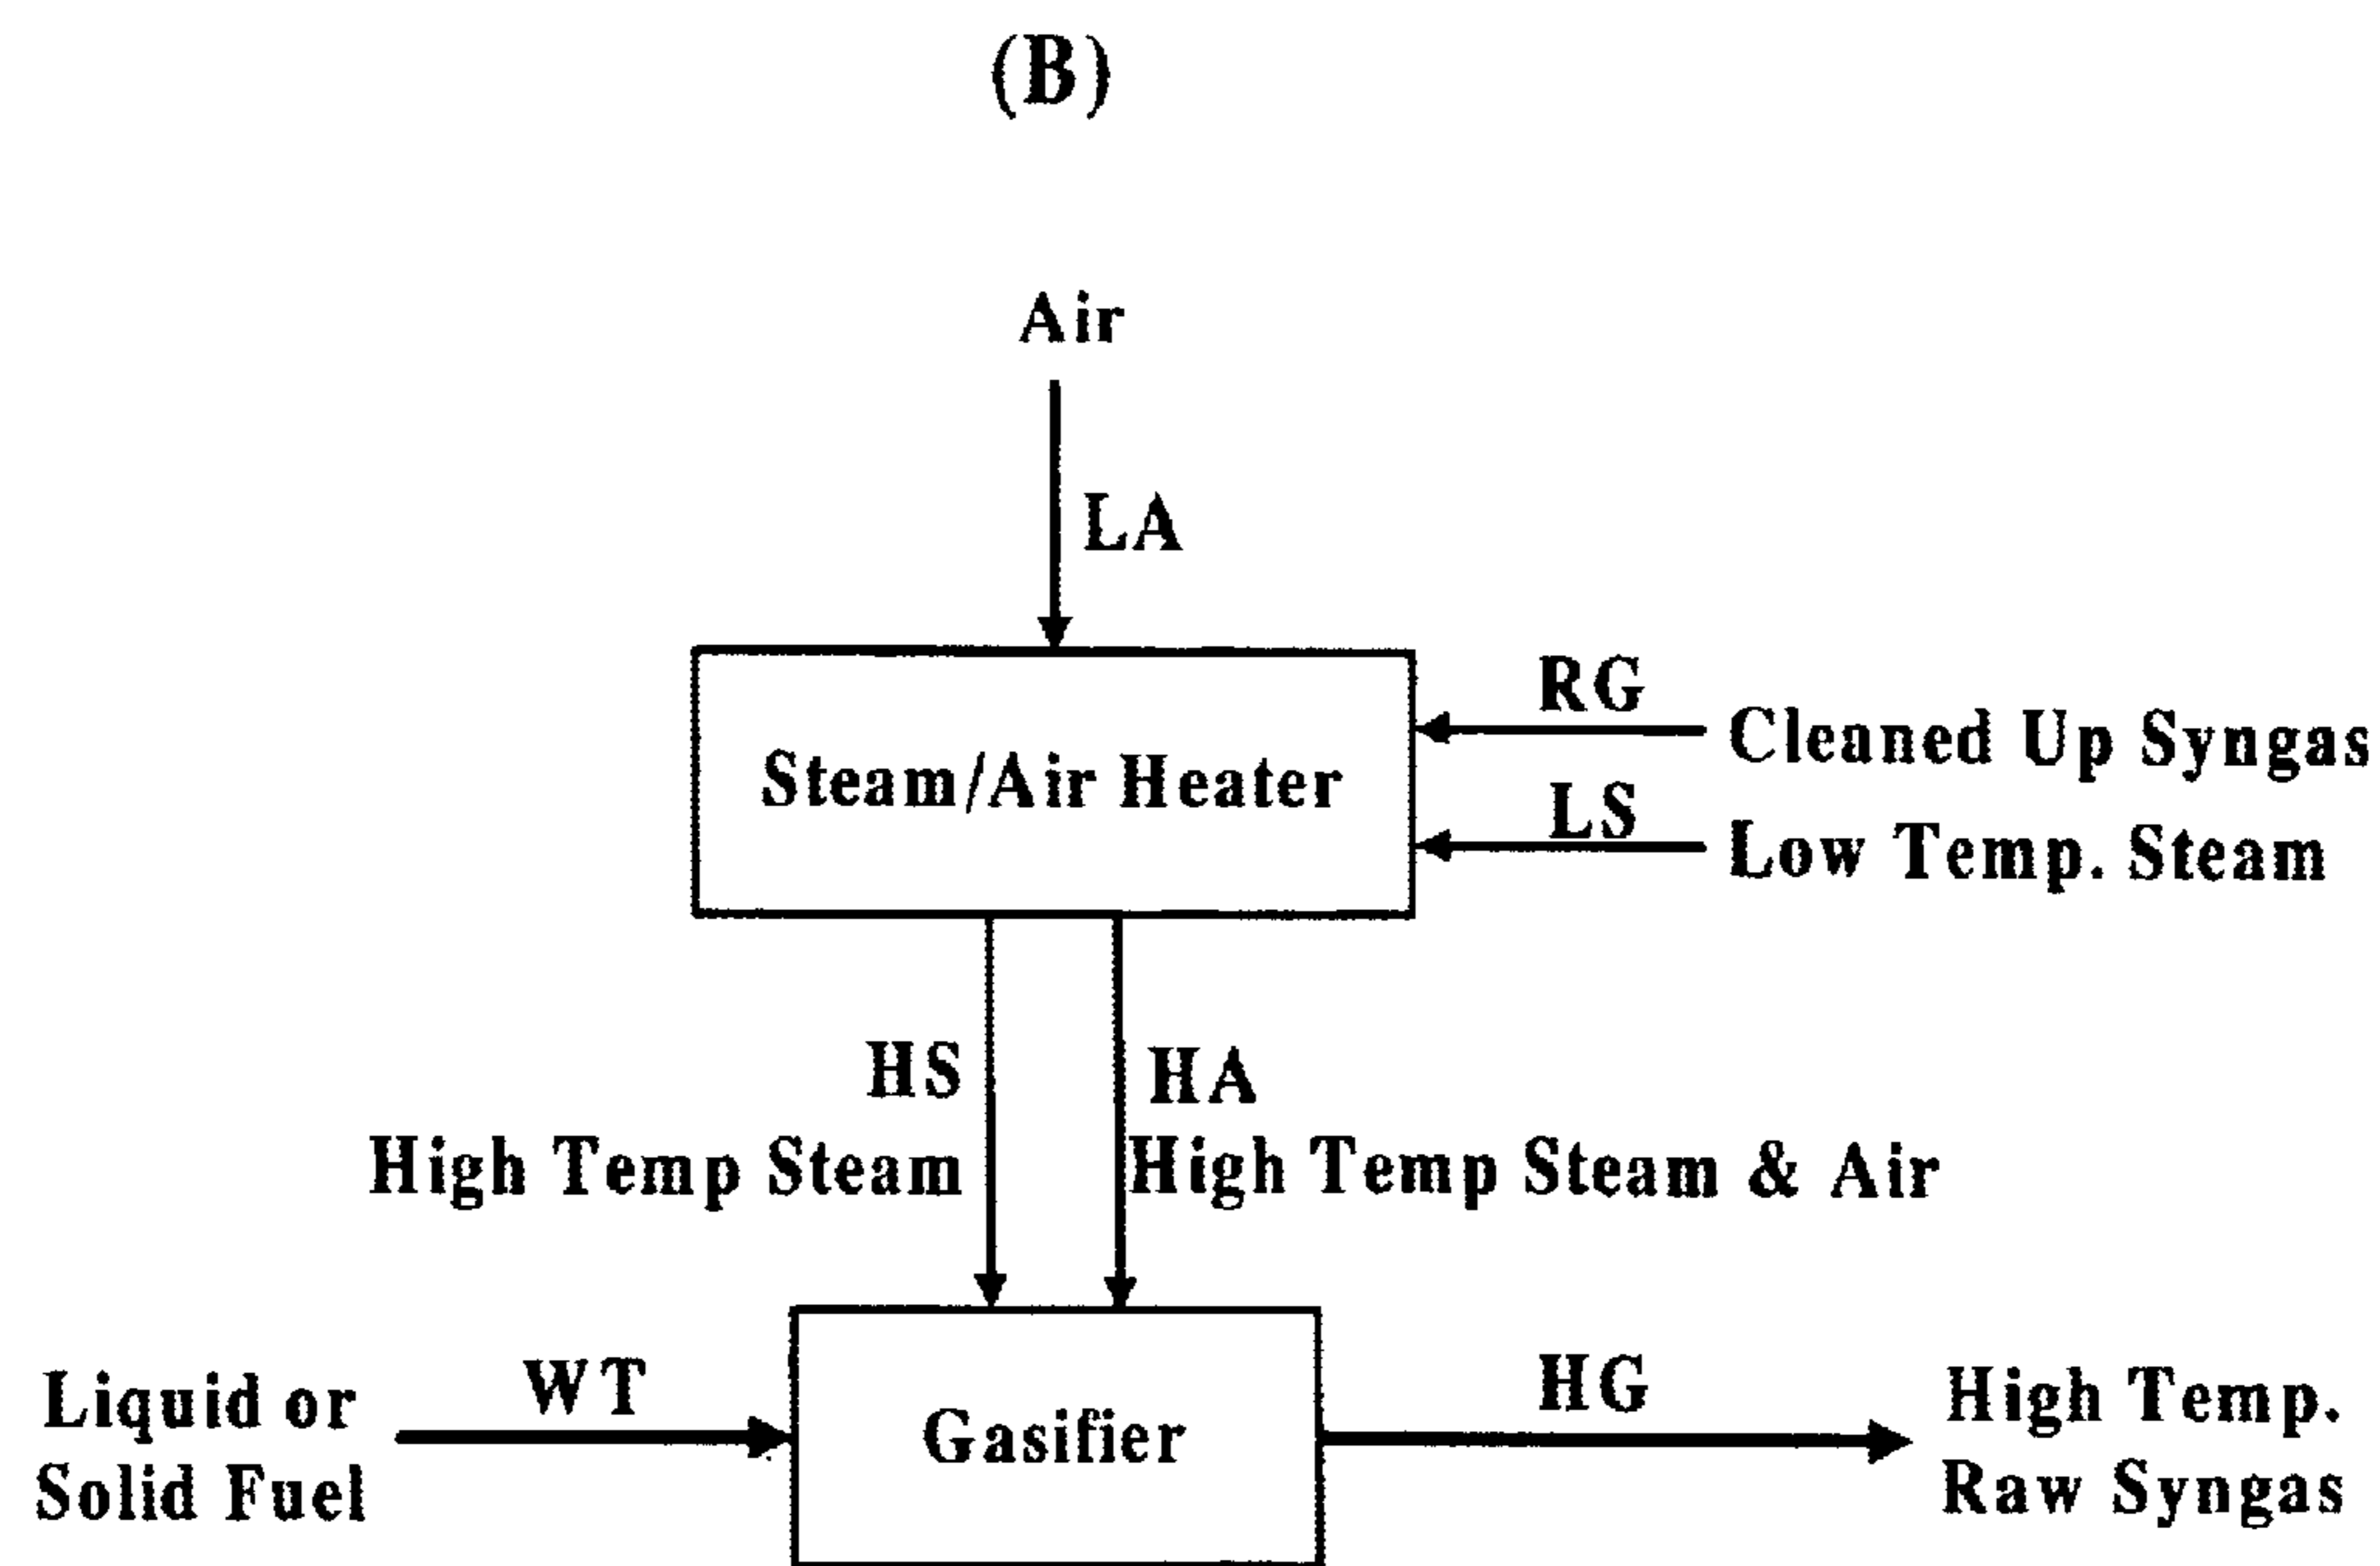 (B)
Air
LA
RG
Cleaned Up Syngas
Steam/Air Heater
LS
Low Temp. Steam
HS
HA
High Temp Steam
High Temp Steam & Air
Liquid or
Solid Fuel
WT
Gasifier
HG
High Temp.
Raw Syngas